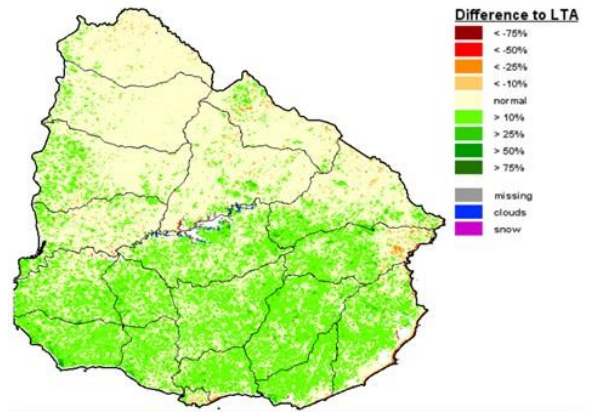 Difference to LTA
< -75%
< -50%
< -25%
< -10%
normal
> 10%
> 25%
> 50%
> 75%
missing
clouds
snow